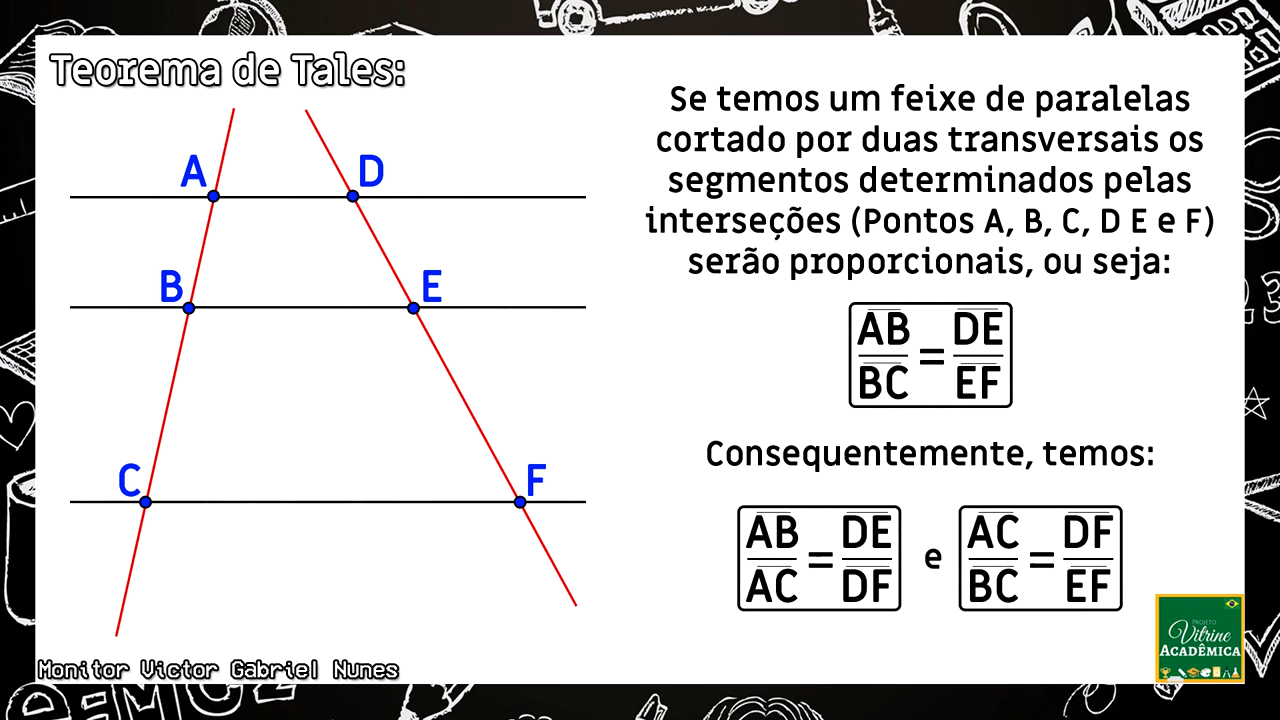 Teorema de Tales:
A
D
B
E
C
F
Se temos um feixe de paralelas
cortado por duas transversais os
segmentos determinados pelas
interseções (Pontos A, B, C, D E e F)
serão proporcionais, ou seja:
AB = DE
BC EF
Consequentemente, temos:
AB = DE e AC = DF
AC DF BC EF
Monitor Victor Gabriel Nunes
PROJETO
Vitrine
ACADÊMICA